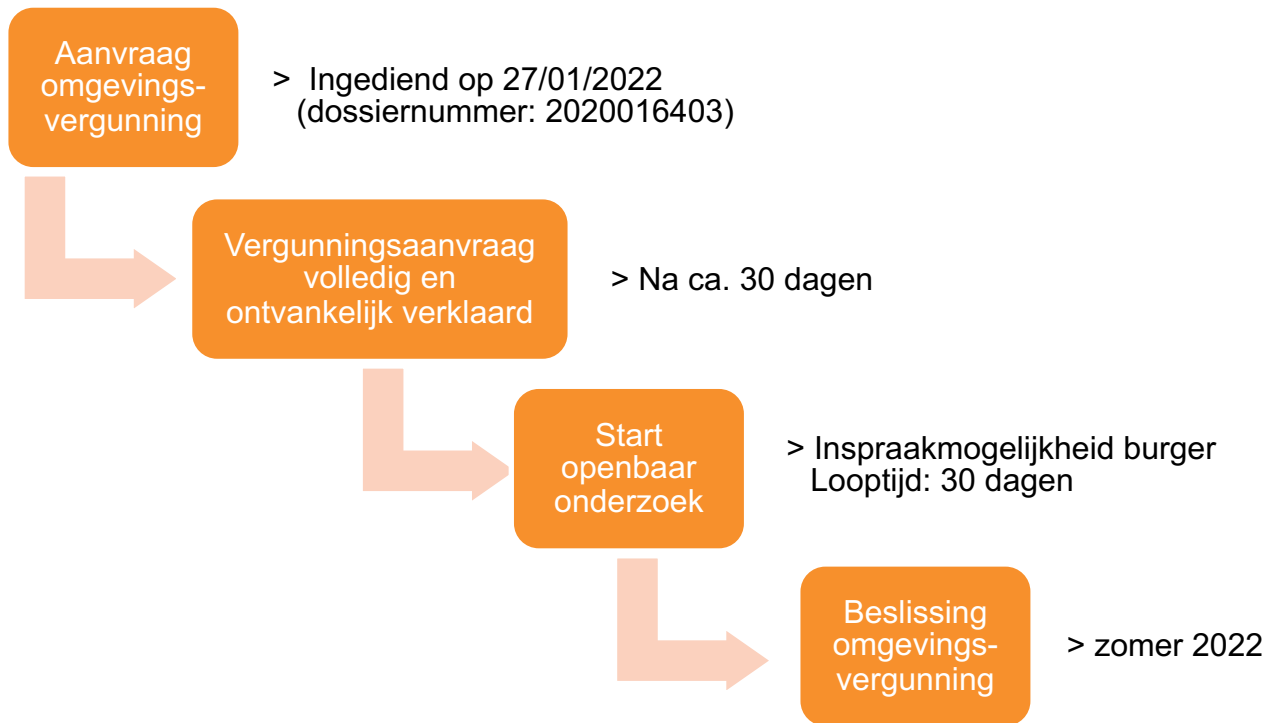 Aanvraag
omgevings-
vergunning
> Ingediend op 27/01/2022
(dossiernummer: 2020016403)
Vergunningsaanvraag
volledig en
ontvankelijk verklaard
> Na ca. 30 dagen
Start
openbaar
onderzoek
> Inspraakmogelijkheid burger
Looptijd: 30 dagen
Beslissing
omgevings-
vergunning
> zomer 2022